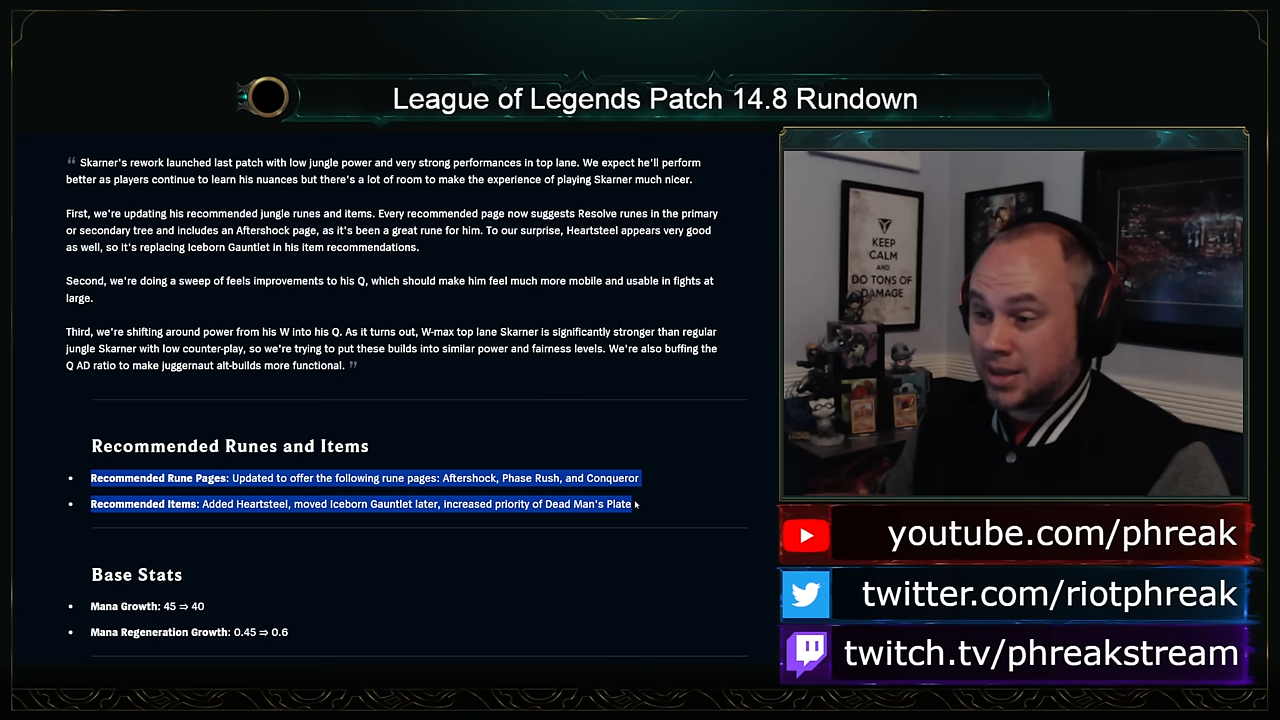 League of Legends Patch 14.8 Rundown
“ Skarner's rework launched last patch with low jungle power and very strong performances in top lane. We expect he'll perform
better as players continue to learn his nuances but there's a lot of room to make the experience of playing Skarner much nicer.
First, we're updating his recommended jungle runes and items. Every recommended page now suggests Resolve runes in the primary
or secondary tree and includes an Aftershock page, as it's been a great rune for him. To our surprise, Heartsteel appears very good
as well, so it's replacing Iceborn Gauntlet in his item recommendations.
Second, we're doing a sweep of feels improvements to his Q, which should make him feel much more mobile and usable in fights at
large.
Third, we're shifting around power from his W into his Q. As it turns out, W-max top lane Skarner is significantly stronger than regular
jungle Skarner with low counter-play, so we're trying to put these builds into similar power and fairness levels. We're also buffing the
Q AD ratio to make juggernaut alt-builds more functional. ”
Recommended Runes and Items
• Recommended Rune Pages: Updated to offer the following rune pages: Aftershock, Phase Rush, and Conqueror
• Recommended Items: Added Heartsteel, moved Iceborn Gauntlet later, increased priority of Dead Man's Plate
Base Stats
• Mana Growth: 45 ⇒ 40
• Mana Regeneration Growth: 0.45 ⇒ 0.6
KEEP
CALM
AND
DO TONS OF
DAMAGE
youtube.com/phreak
twitter.com/riotphreak
twitch.tv/phreakstream